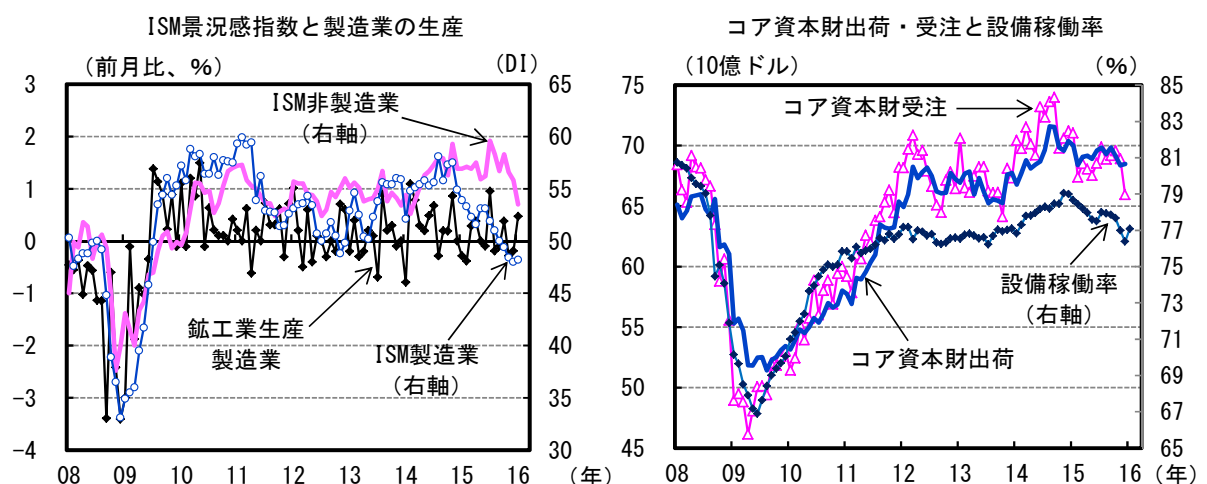 ISM景況感指数と製造業の生産
(前月比、%)
(DI)
3
2
1
0
-1
-2
-3
-4
65
60
55
50
45
40
35
30
ISM非製造業
(右軸)
鉱工業生産
製造業
ISM製造業
(右軸)
08 09 10 11 12 13 14 15 16 (年)
コア資本財出荷・受注と設備稼働率
(10億ドル)
(%)
75
70
65
60
55
50
45
85
83
81
79
77
75
73
71
69
67
65
コア資本財受注
設備稼働率
(右軸)
コア資本財出荷
08 09 10 11 12 13 14 15 16 (年)